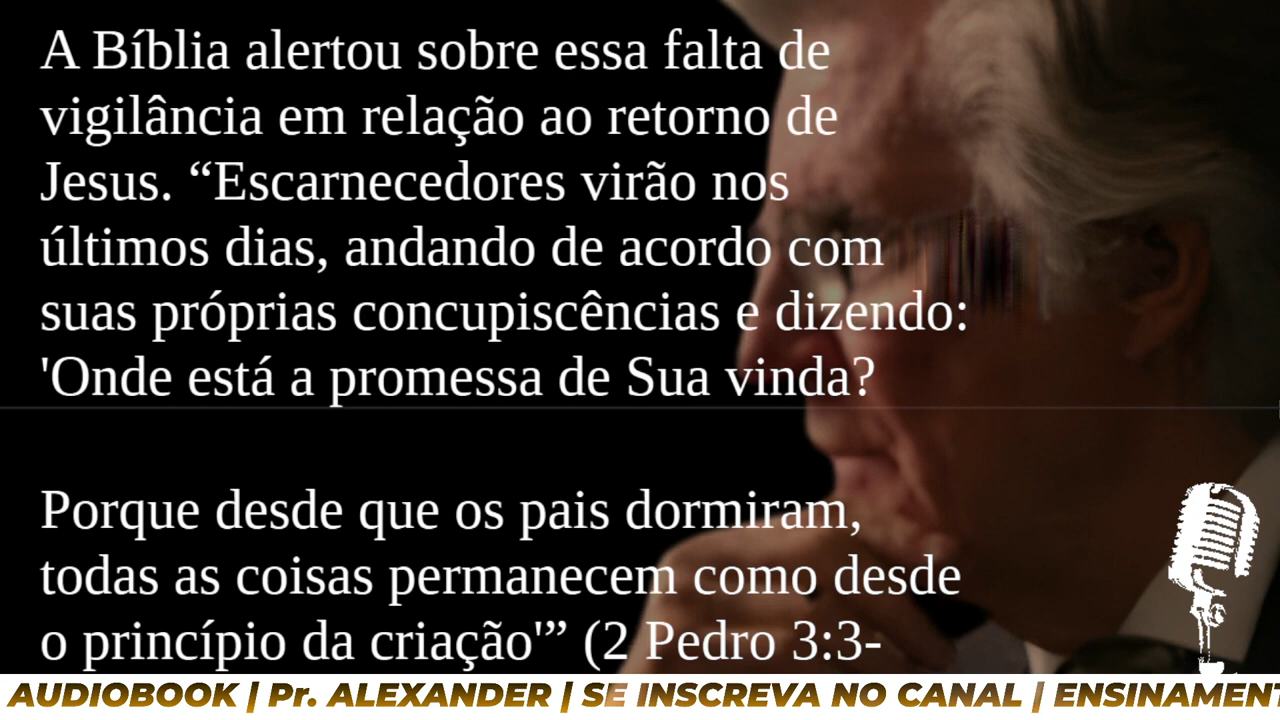 A Bíblia alertou sobre essa falta de
vigilância em relação ao retorno de
Jesus. “Escarnecedores virão nos
últimos dias, andando de acordo com
suas próprias concupiscências e dizendo:
'Onde está a promessa de Sua vinda?
Porque desde que os pais dormiram,
todas as coisas permanecem como desde
o princípio da criação'” (2 Pedro 3:3-
AUDIOBOOK | Pr. ALEXANDER | SE INSCREVA NO CANAL | ENSINAMENT